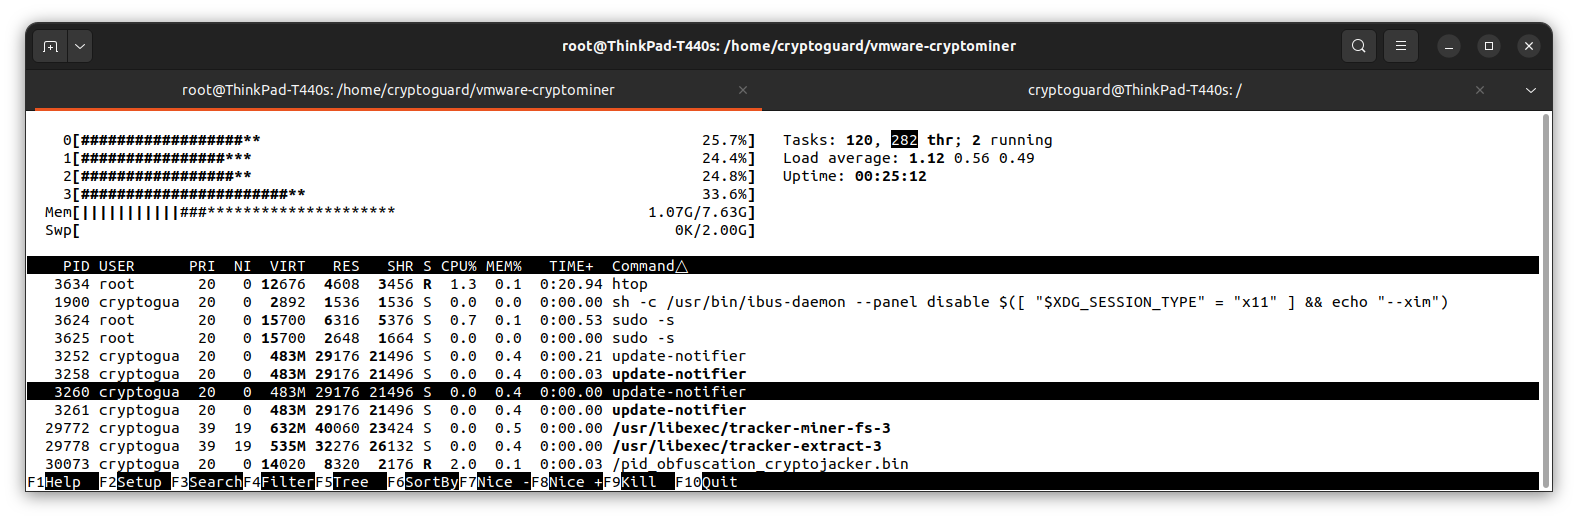 root@ThinkPad-T440s: /home/cryptoguard/vmware-cryptominer
root@ThinkPad-T440s: /home/cryptoguard/vmware-cryptominer × cryptoguard@ThinkPad-T440s: / ×
0[##################** 25.7%] Tasks: 120, 282 thr; 2 running
1[################*** 24.4%] Load average: 1.12 0.56 0.49
2[#################** 24.8%] Uptime: 00:25:12
3[#######################** 33.6%]
Mem[|||||||||||###********************* 1.07G/7.63G]
Swp[ 0K/2.00G]
PID USER PRI NI VIRT RES SHR S CPU% MEM% TIME+ Command△
3634 root 20 0 12676 4608 3456 R 1.3 0.1 0:20.94 htop
1900 cryptogua 20 0 2892 1536 1536 S 0.0 0.0 0:00.00 sh -c /usr/bin/ibus-daemon --panel disable $([ "$XDG_SESSION_TYPE" = "x11" ] && echo "--xim")
3624 root 20 0 15700 6316 5376 S 0.7 0.1 0:00.53 sudo -s
3625 root 20 0 15700 2648 1664 S 0.0 0.0 0:00.00 sudo -s
3252 cryptogua 20 0 483M 29176 21496 S 0.0 0.4 0:00.21 update-notifier
3258 cryptogua 20 0 483M 29176 21496 S 0.0 0.4 0:00.03 update-notifier
3260 cryptogua 20 0 483M 29176 21496 S 0.0 0.4 0:00.00 update-notifier
3261 cryptogua 20 0 483M 29176 21496 S 0.0 0.4 0:00.00 update-notifier
29772 cryptogua 39 19 632M 40060 23424 S 0.0 0.5 0:00.03 /usr/libexec/tracker-miner-fs-3
29778 cryptogua 39 19 535M 32276 26132 S 0.0 0.4 0:00.00 /usr/libexec/tracker-extract-3
30073 cryptogua 20 0 14020 8320 2176 R 2.0 0.1 0:00.03 /pid_obfuscation_cryptojacker.bin
F1Help F2Setup F3SearchF4FilterF5Tree F6SortByF7Nice -F8Nice +F9Kill F10Quit